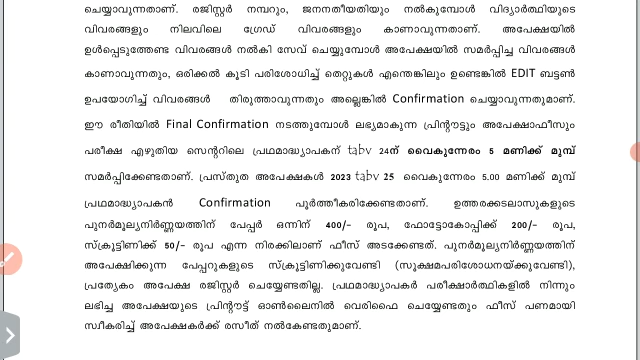 ചെയ്യാവുന്നതാണ്. രജിസ്റ്റർ നമ്പറും, ജനനതീയതിയും നൽകുമ്പോൾ വിദ്യാർത്ഥിയുടെ
വിവരങ്ങളും നിലവിലെ ഗ്രേഡ് വിവരങ്ങളും കാണാവുന്നതാണ്. അപേക്ഷയിൽ
ഉൾപ്പെടുത്തേണ്ട വിവരങ്ങൾ നൽകി സേവ് ചെയ്യുമ്പോൾ അപേക്ഷയിൽ സമർപ്പിച്ച വിവരങ്ങൾ
കാണാവുന്നതും, ഒരിക്കൽ കൂടി പരിശോധിച്ച് തെറ്റുകൾ എന്തെങ്കിലും ഉണ്ടെങ്കിൽ EDIT ബട്ടൺ
ഉപയോഗിച്ച് വിവരങ്ങൾ തിരുത്താവുന്നതും അല്ലെങ്കിൽ Confirmation ചെയ്യാവുന്നതുമാണ്.
ഈ രീതിയിൽ Final Confirmation നടത്തുമ്പോൾ ലഭ്യമാകുന്ന പ്രിന്റൗട്ടും അപേക്ഷാഫീസും
പരീക്ഷ എഴുതിയ സെന്ററിലെ പ്രഥമാദ്ധ്യാപകന് tabv 24ന് വൈകുന്നേരം 5 മണിക്ക് മുമ്പ്
സമർപ്പിക്കേണ്ടതാണ്. പ്രസ്തുത അപേക്ഷകൾ 2023 tabv 25 വൈകുന്നേരം 5.00 മണിക്ക് മുമ്പ്
പ്രഥമാദ്ധ്യാപകൻ Confirmation പൂർത്തീകരിക്കേണ്ടതാണ്. ഉത്തരക്കടലാസുകളുടെ
പുനർമൂല്യനിർണ്ണയത്തിന് പേപ്പർ ഒന്നിന് 400/- രൂപ, ഫോട്ടോകോപ്പിക്ക് 200/- രൂപ,
സ്ക്രൂട്ടിണിക്ക് 50/- രൂപ എന്ന നിരക്കിലാണ് ഫീസ് അടക്കേണ്ടത്. പുനർമൂല്യനിർണ്ണയത്തിന്
അപേക്ഷിക്കുന്ന പേപ്പറുകളുടെ സ്ക്രൂട്ടിണിക്കുവേണ്ടി (സൂക്ഷമപരിശോധനയ്ക്കുവേണ്ടി),
പ്രത്യേകം അപേക്ഷ രജിസ്റ്റർ ചെയ്യേണ്ടതില്ല. പ്രഥമാദ്ധ്യാപകർ പരീക്ഷാർത്ഥികളിൽ നിന്നും
ലഭിച്ച അപേക്ഷയുടെ പ്രിന്റൗട്ട് ഓൺലൈനിൽ വെരിഫൈ ചെയ്യേണ്ടതും ഫീസ് പണമായി
സ്വീകരിച്ച് അപേക്ഷകർക്ക് രസീത് നൽകേണ്ടതുമാണ്.